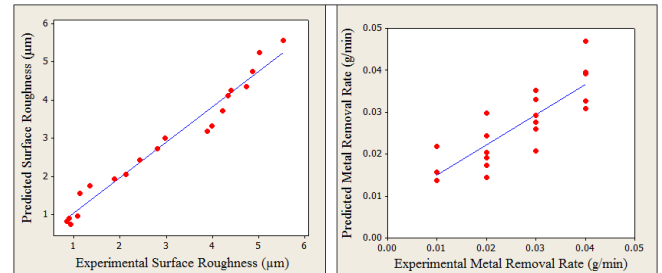 Predicted Surface Roughness (µm)
6
5
4
3
2
1
1 2 3 4 5 6
Experimental Surface Roughness (µm)
Predicted Metal Removal Rate (g/min)
0.05
0.04
0.03
0.02
0.01
0.00
0.00 0.01 0.02 0.03 0.04 0.05
Experimental Metal Removal Rate (g/min)